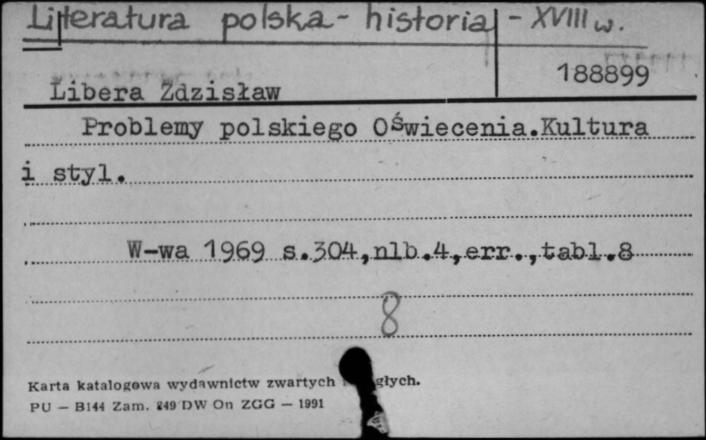 Literatura polska - historia - XVIII w.
188899
Libera Zdzisław
Problemy polskiego Oświecenia.Kultura
i styl.
W-wa 1969 s.304,nlb.4,err.,tabl.8
8
Karta katalogowa wydawnictw zwartych głych.
PU — B144 Zam. 849 DW On ZGG — 1991